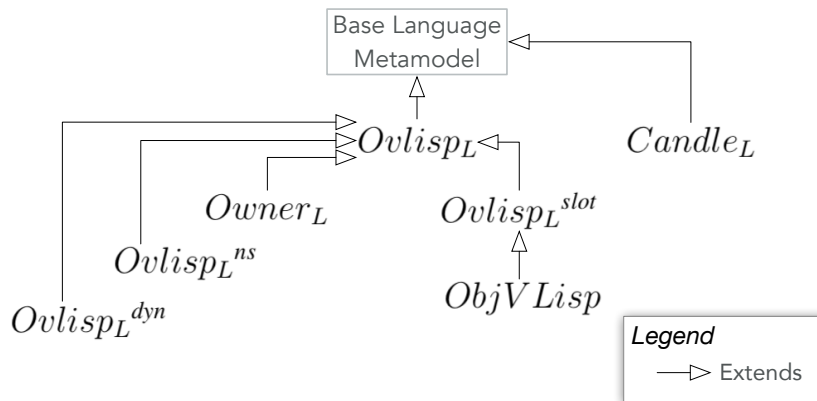 Base Language
Metamodel
Ovlisp_L
Candle_L
Owner_L
Ovlisp_L^slot
Ovlisp_L^ns
ObjVLisp
Ovlisp_L^dyn
Legend
Extends